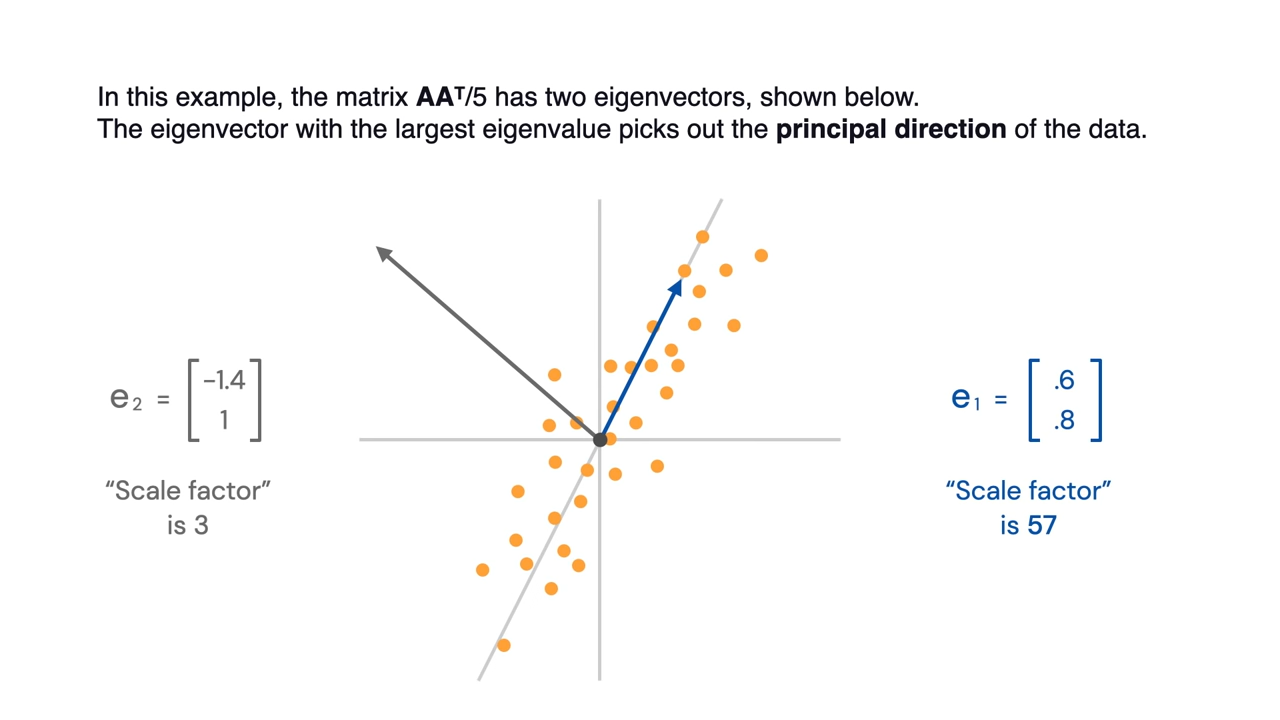 In this example, the matrix AAᵀ/5 has two eigenvectors, shown below.
The eigenvector with the largest eigenvalue picks out the principal direction of the data.
e₂ = [−1.4
1]
“Scale factor”
is 3
e₁ = [.6
.8]
“Scale factor”
is 57